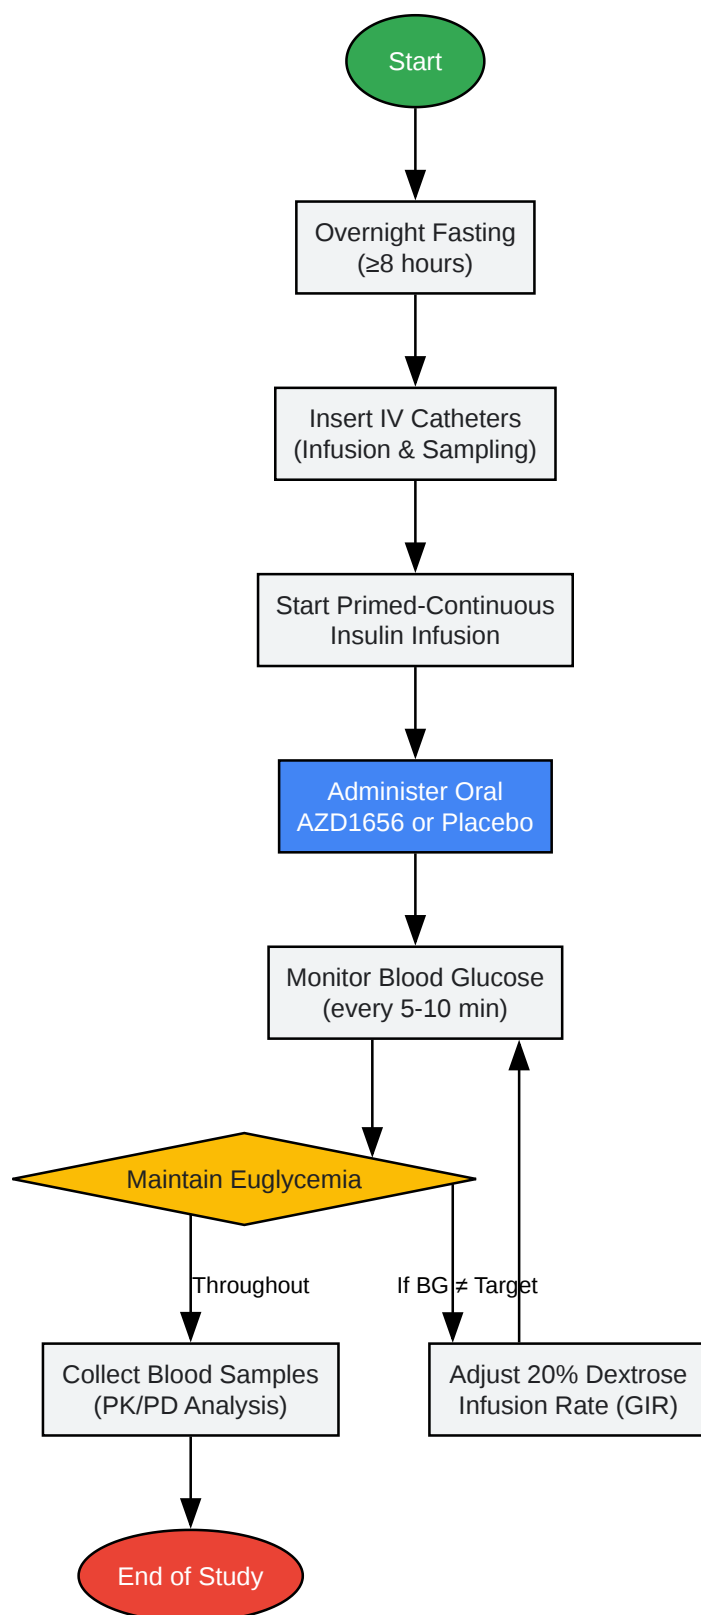 Start
Overnight Fasting
(≥8 hours)
Insert IV Catheters
(Infusion & Sampling)
Start Primed-Continuous
Insulin Infusion
Administer Oral
AZD1656 or Placebo
Monitor Blood Glucose
(every 5-10 min)
Maintain Euglycemia
Throughout
If BG ≠ Target
Collect Blood Samples
(PK/PD Analysis)
Adjust 20% Dextrose
Infusion Rate (GIR)
End of Study